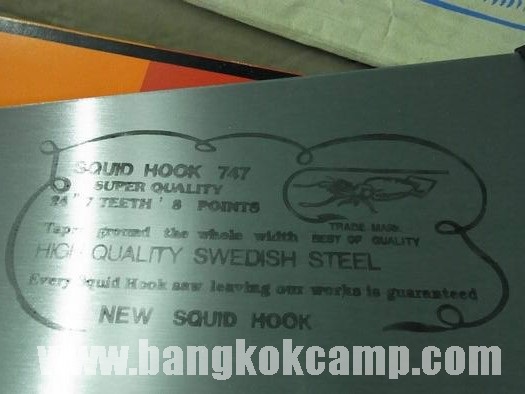 SQUID HOOK 747
SUPER QUALITY
24" 7 TEETH ' 8 POINTS
TRADE MARK
BEST OF QUALITY
Taper ground the whole width
HIGH QUALITY SWEDISH STEEL
Every Squid Hook saw leaving our works is guaranteed
NEW SQUID HOOK
www.bangkokcamp.com